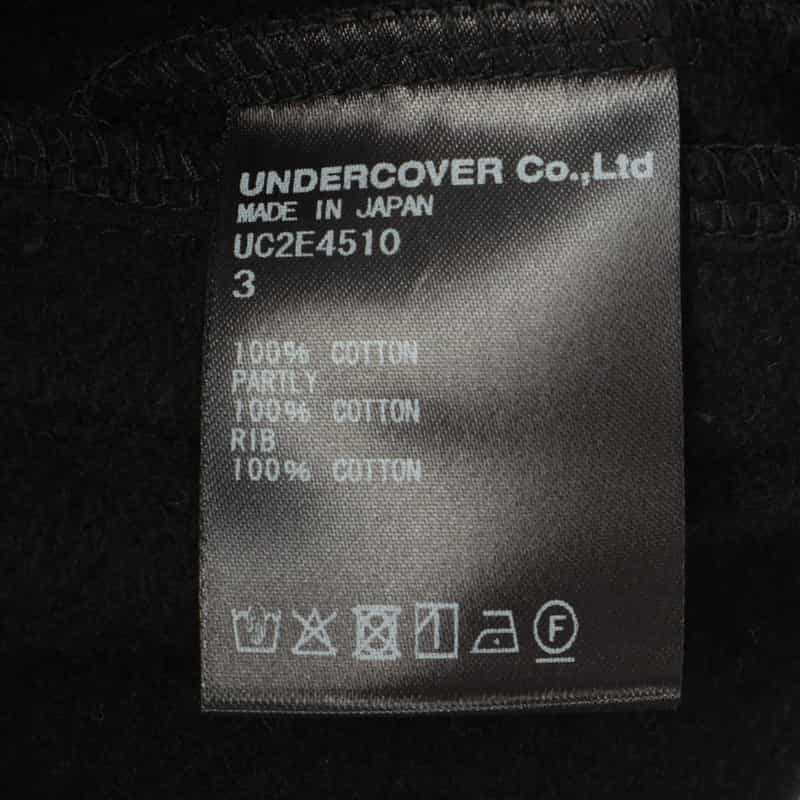 UNDERCOVER Co.,Ltd
MADE IN JAPAN
UC2E4510
3
100% COTTON
PARTLY
100% COTTON
RIB
100% COTTON
F